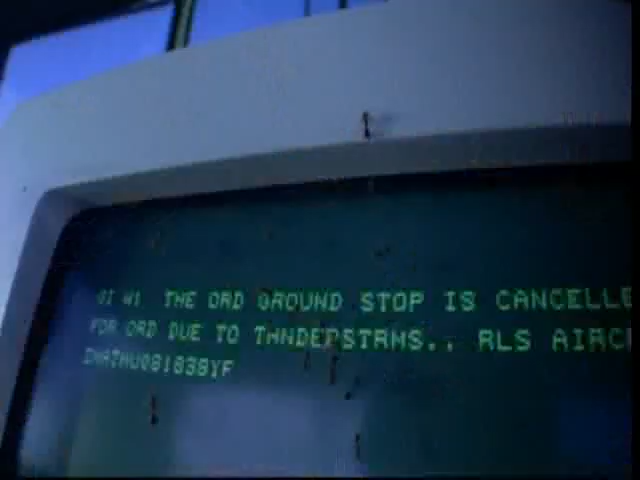 THE ORD GROUND STOP IS CANCELLE
FOR ORD DUE TO THNDERSTRMS.. RLS AIRC